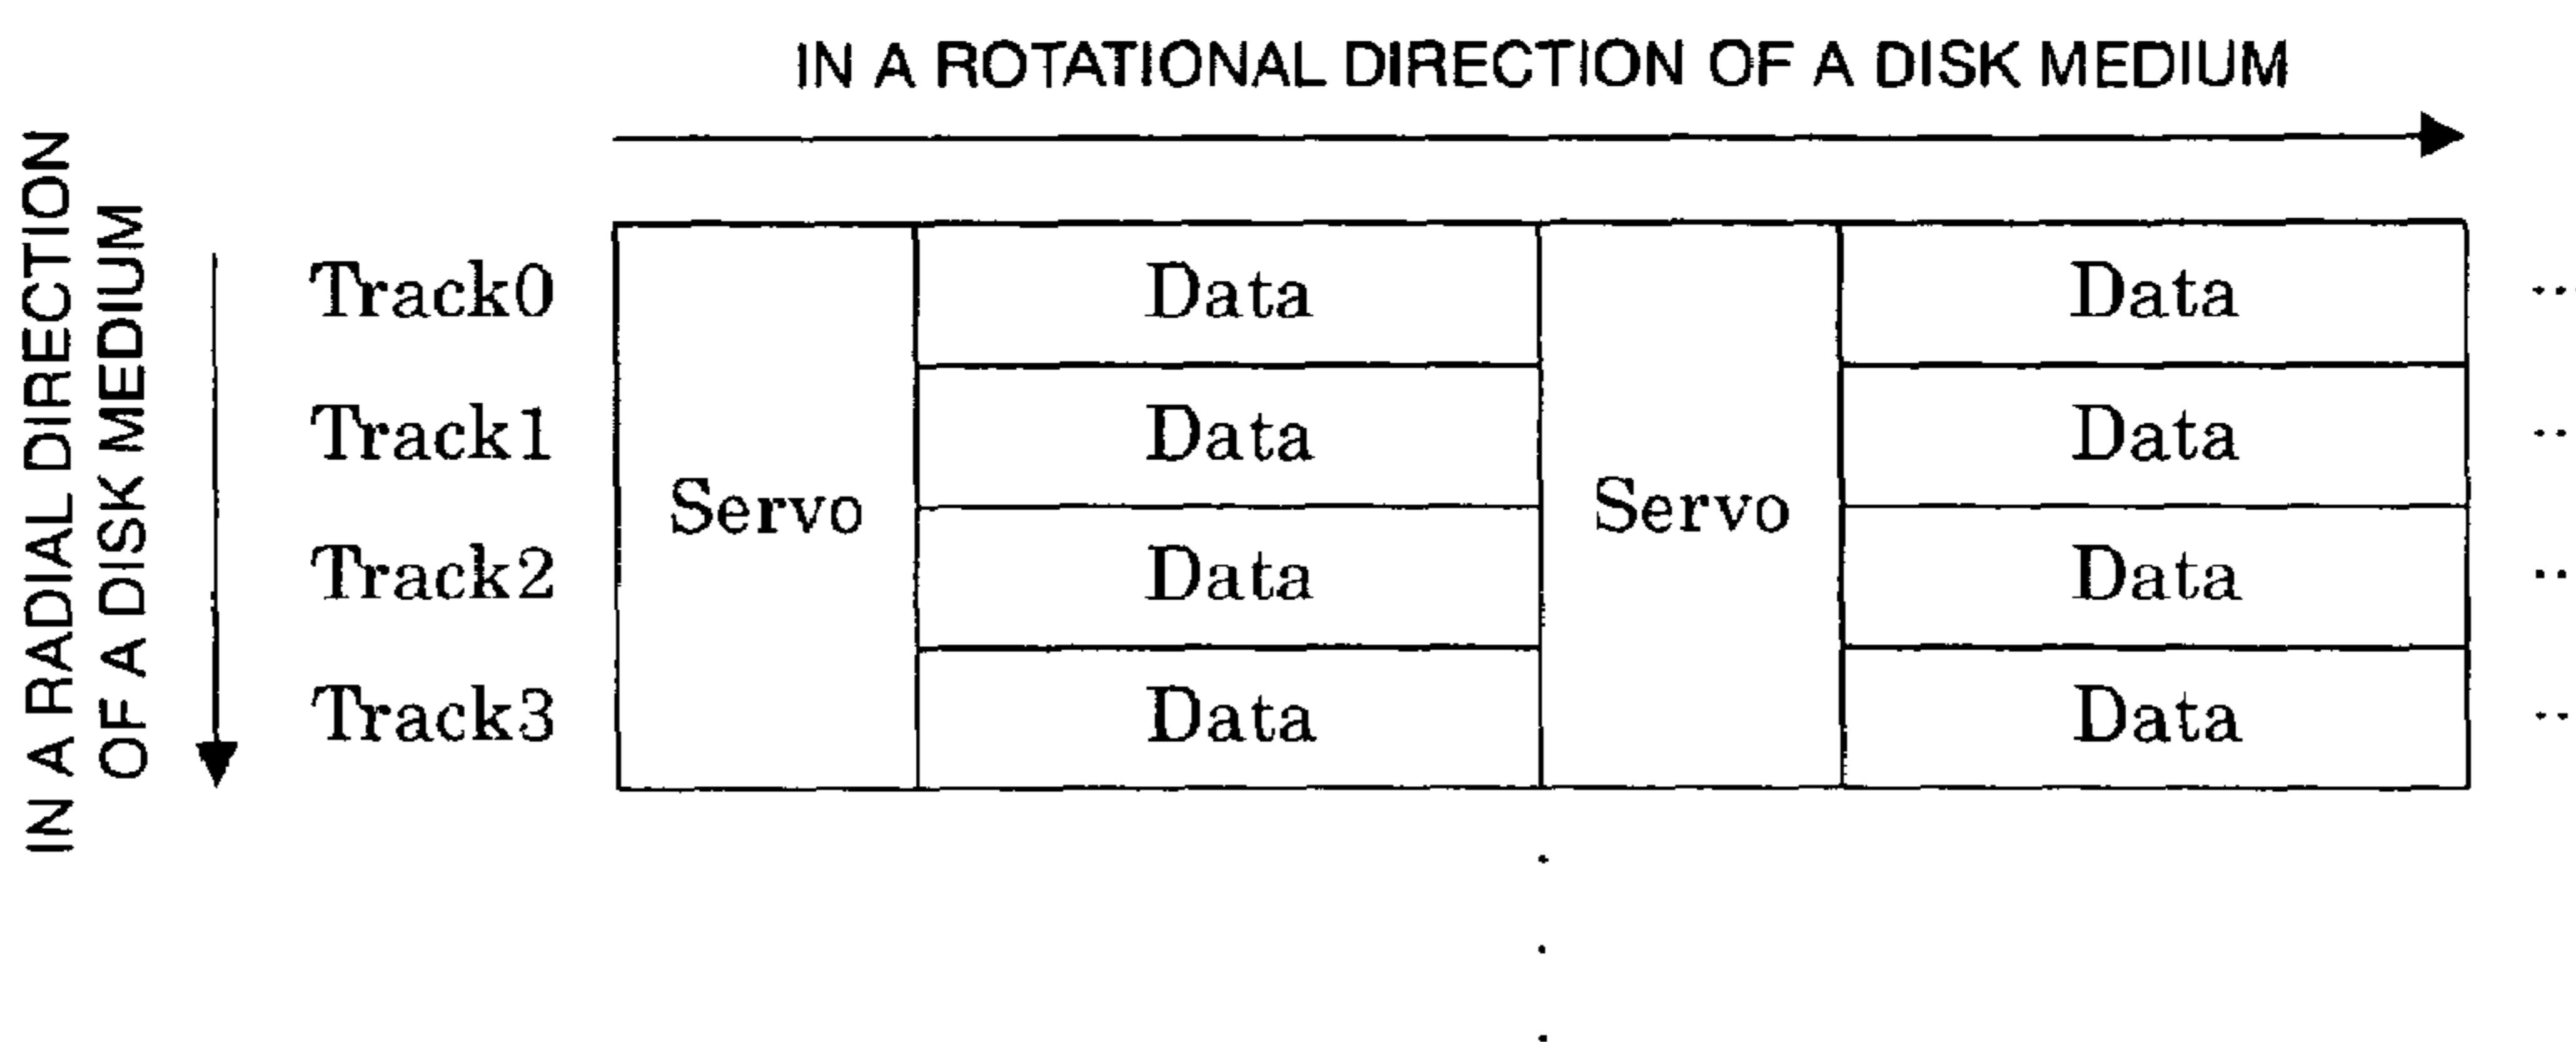 IN A ROTATIONAL DIRECTION OF A DISK MEDIUM
IN A RADIAL DIRECTION
OF A DISK MEDIUM
Track0 Data Data ..
Track1 Data Data ..
Servo Servo
Track2 Data Data ..
Track3 Data Data ..